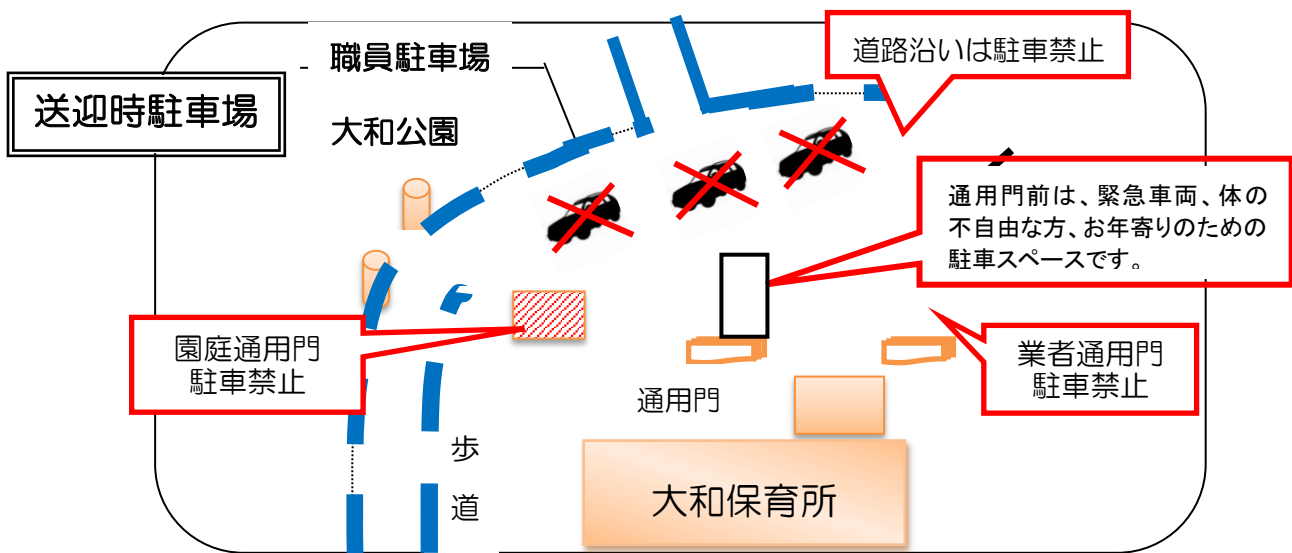 送迎時駐車場
職員駐車場
大和公園
道路沿いは駐車禁止
通用門前は、緊急車両、体の
不自由な方、お年寄りのための
駐車スペースです。
園庭通用門
駐車禁止
業者通用門
駐車禁止
通用門
歩
道
大和保育所